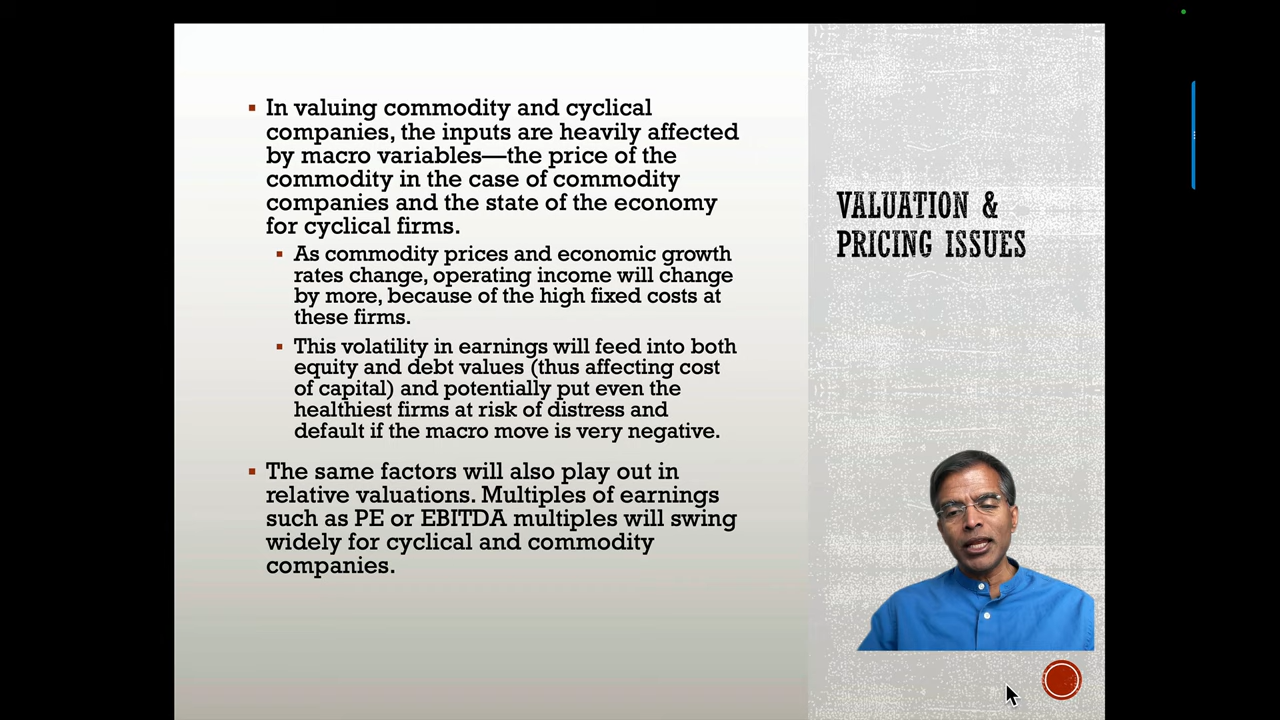 In valuing commodity and cyclical
companies, the inputs are heavily affected
by macro variables—the price of the
commodity in the case of commodity
companies and the state of the economy
for cyclical firms.
As commodity prices and economic growth
rates change, operating income will change
by more, because of the high fixed costs at
these firms.
This volatility in earnings will feed into both
equity and debt values (thus affecting cost
of capital) and potentially put even the
healthiest firms at risk of distress and
default if the macro move is very negative.
The same factors will also play out in
relative valuations. Multiples of earnings
such as PE or EBITDA multiples will swing
widely for cyclical and commodity
companies.
VALUATION &
PRICING ISSUES